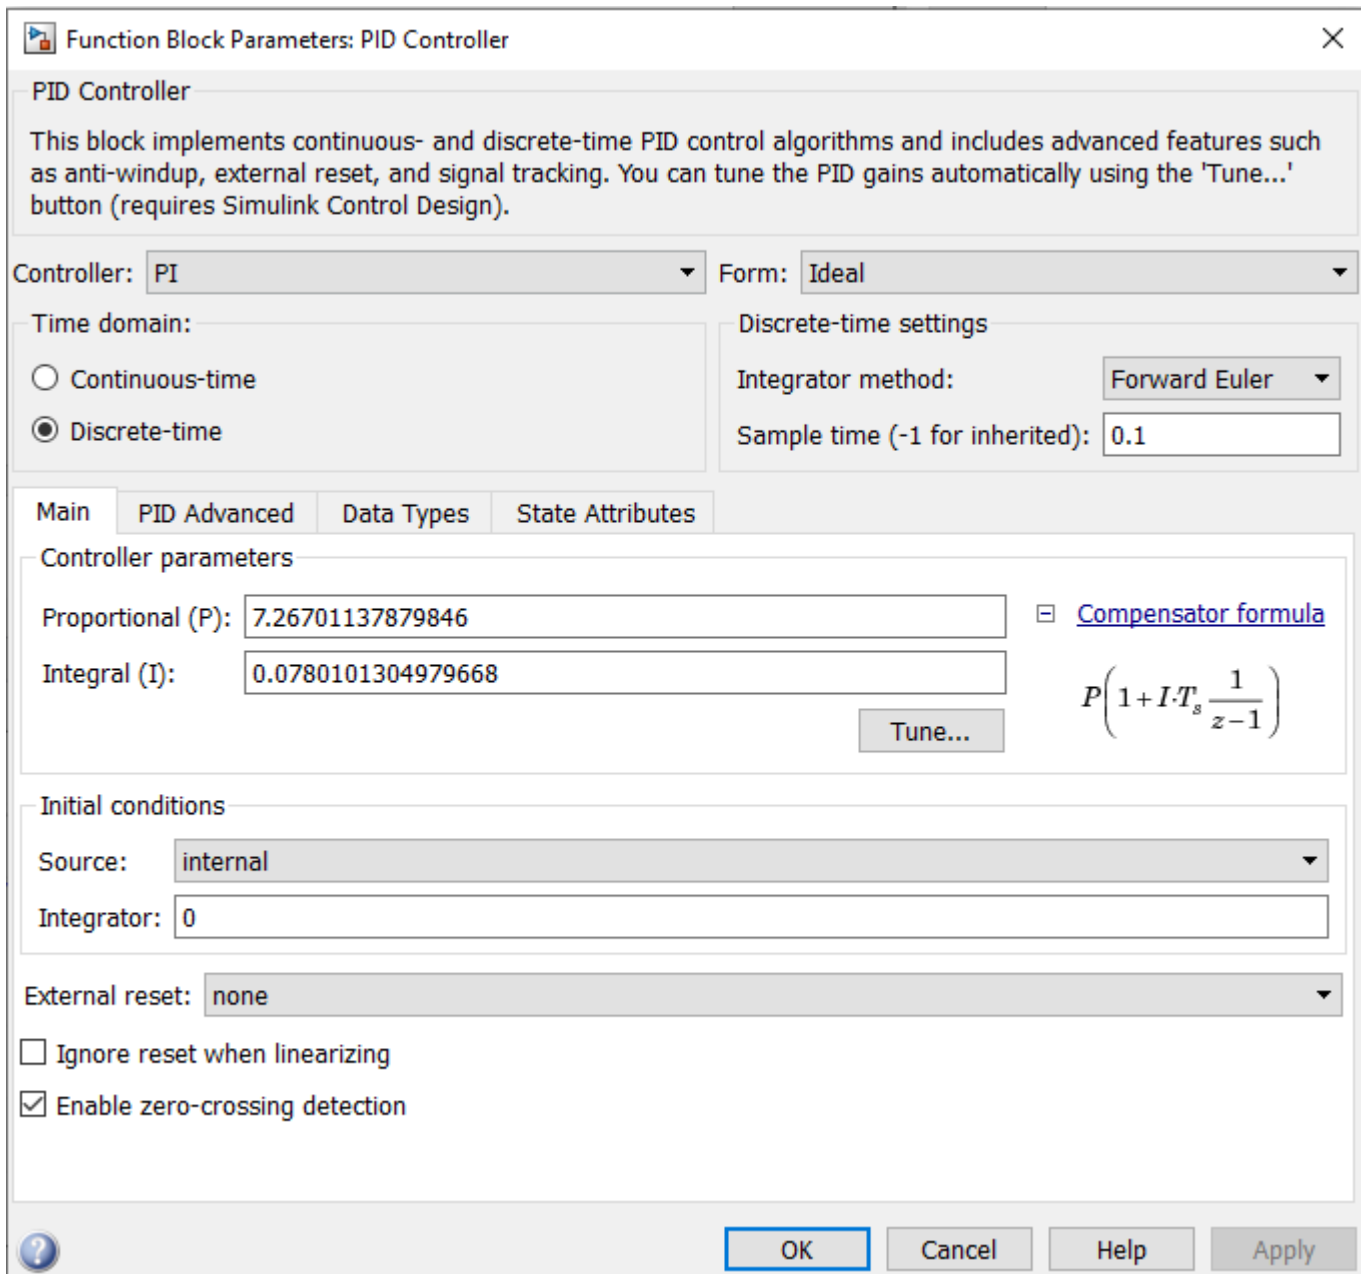 Function Block Parameters: PID Controller
PID Controller
This block implements continuous- and discrete-time PID control algorithms and includes advanced features such
as anti-windup, external reset, and signal tracking. You can tune the PID gains automatically using the 'Tune...'
button (requires Simulink Control Design).
Controller: PI Form: Ideal
Time domain:
Continuous-time
Discrete-time
Discrete-time settings
Integrator method: Forward Euler
Sample time (-1 for inherited): 0.1
Main PID Advanced Data Types State Attributes
Controller parameters
Proportional (P): 7.26701137879846
Integral (I): 0.0780101304979668
Compensator formula
P(1+I·Ts 1/(z−1))
Tune...
Initial conditions
Source: internal
Integrator: 0
External reset: none
Ignore reset when linearizing
Enable zero-crossing detection
? OK Cancel Help Apply